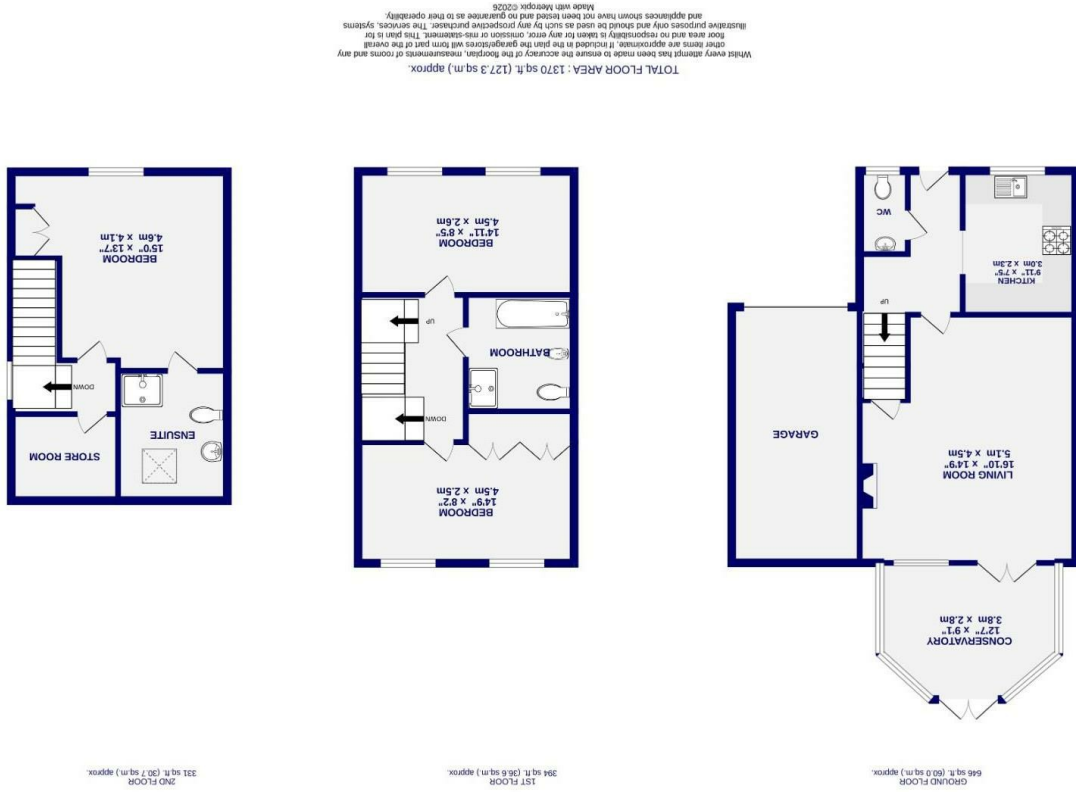 GROUND FLOOR
646 sq.ft. (60.0 sq.m.) approx.
1ST FLOOR
394 sq.ft. (36.6 sq.m.) approx.
2ND FLOOR
331 sq.ft. (30.7 sq.m.) approx.
CONSERVATORY
12'7" x 9'1"
3.8m x 2.8m
LIVING ROOM
16'10" x 14'9"
5.1m x 4.5m
GARAGE
UP
KITCHEN
9'11" x 7'5"
3.0m x 2.3m
WC
BEDROOM
14'9" x 8'2"
4.5m x 2.5m
DOWN
BATHROOM
UP
BEDROOM
14'11" x 8'5"
4.5m x 2.6m
STORE ROOM
ENSUITE
DOWN
BEDROOM
15'0" x 13'7"
4.6m x 4.1m
TOTAL FLOOR AREA : 1370 sq.ft. (127.3 sq.m.) approx.
Whilst every attempt has been made to ensure the accuracy of the floorplan, measurements of rooms and any
other items are approximate. If included in the plan the garage/stores will form part of the overall
floor area and no responsibility is taken for any error, omission or mis-statement. This plan is for
illustrative purposes only and should be used as such by any prospective purchaser. The services, systems
and appliances shown have not been tested and no guarantee as to their operability.
Made with Metropix ©2026